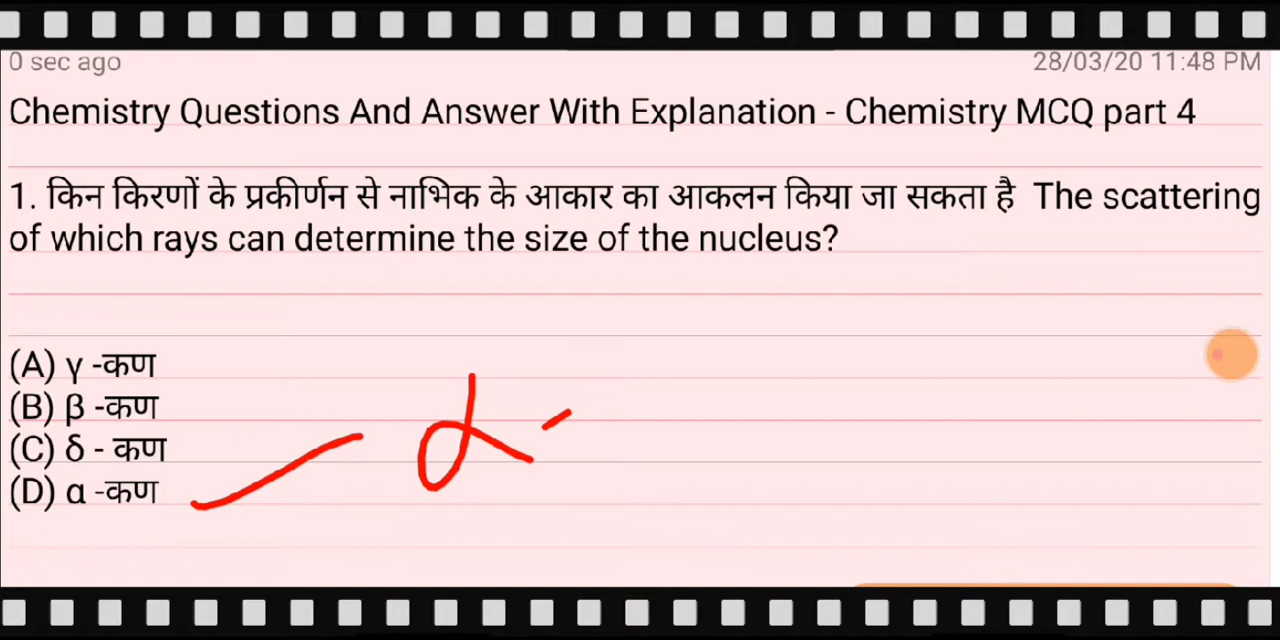 0 sec ago
28/03/20 11:48 PM
Chemistry Questions And Answer With Explanation - Chemistry MCQ part 4
1. किन किरणों के प्रकीर्णन से नाभिक के आकार का आकलन किया जा सकता है The scattering
of which rays can determine the size of the nucleus?
(A) γ -कण
(B) β -कण
(C) δ - कण
(D) α -कण
α -